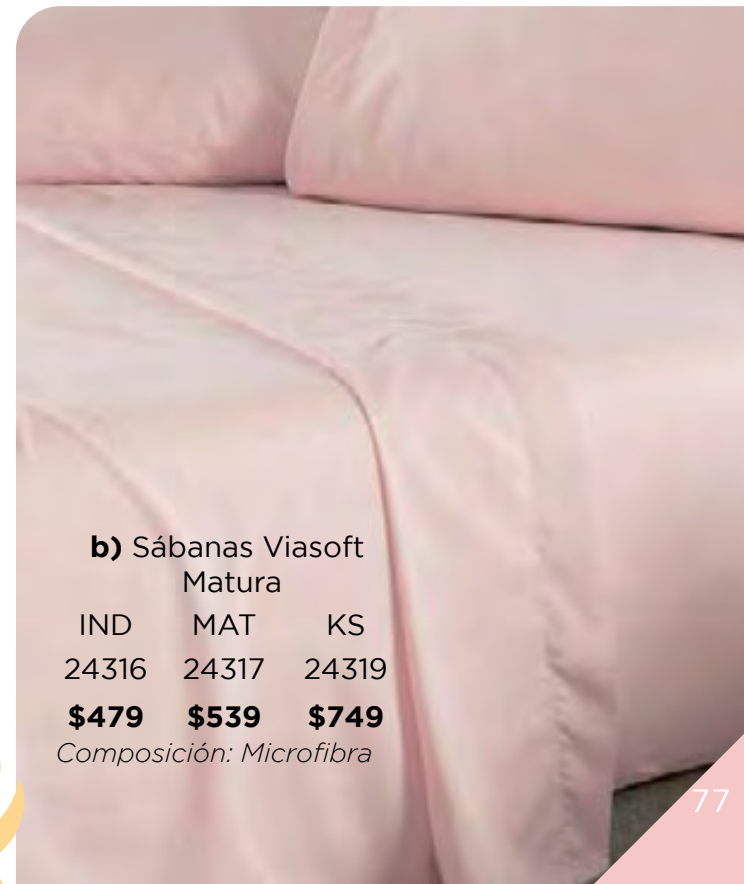 b) Sábanas Viasoft
Matura
IND MAT KS
24316 24317 24319
$479 $539 $749
Composición: Microfibra
77